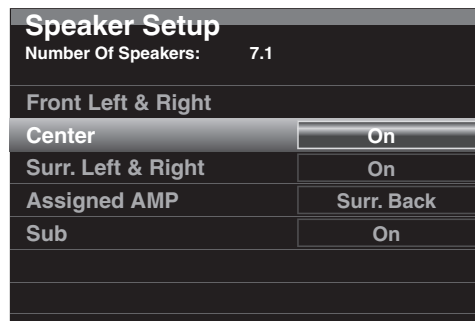 Speaker Setup
Number Of Speakers: 7.1
Front Left & Right
Center On
Surr. Left & Right On
Assigned AMP Surr. Back
Sub On